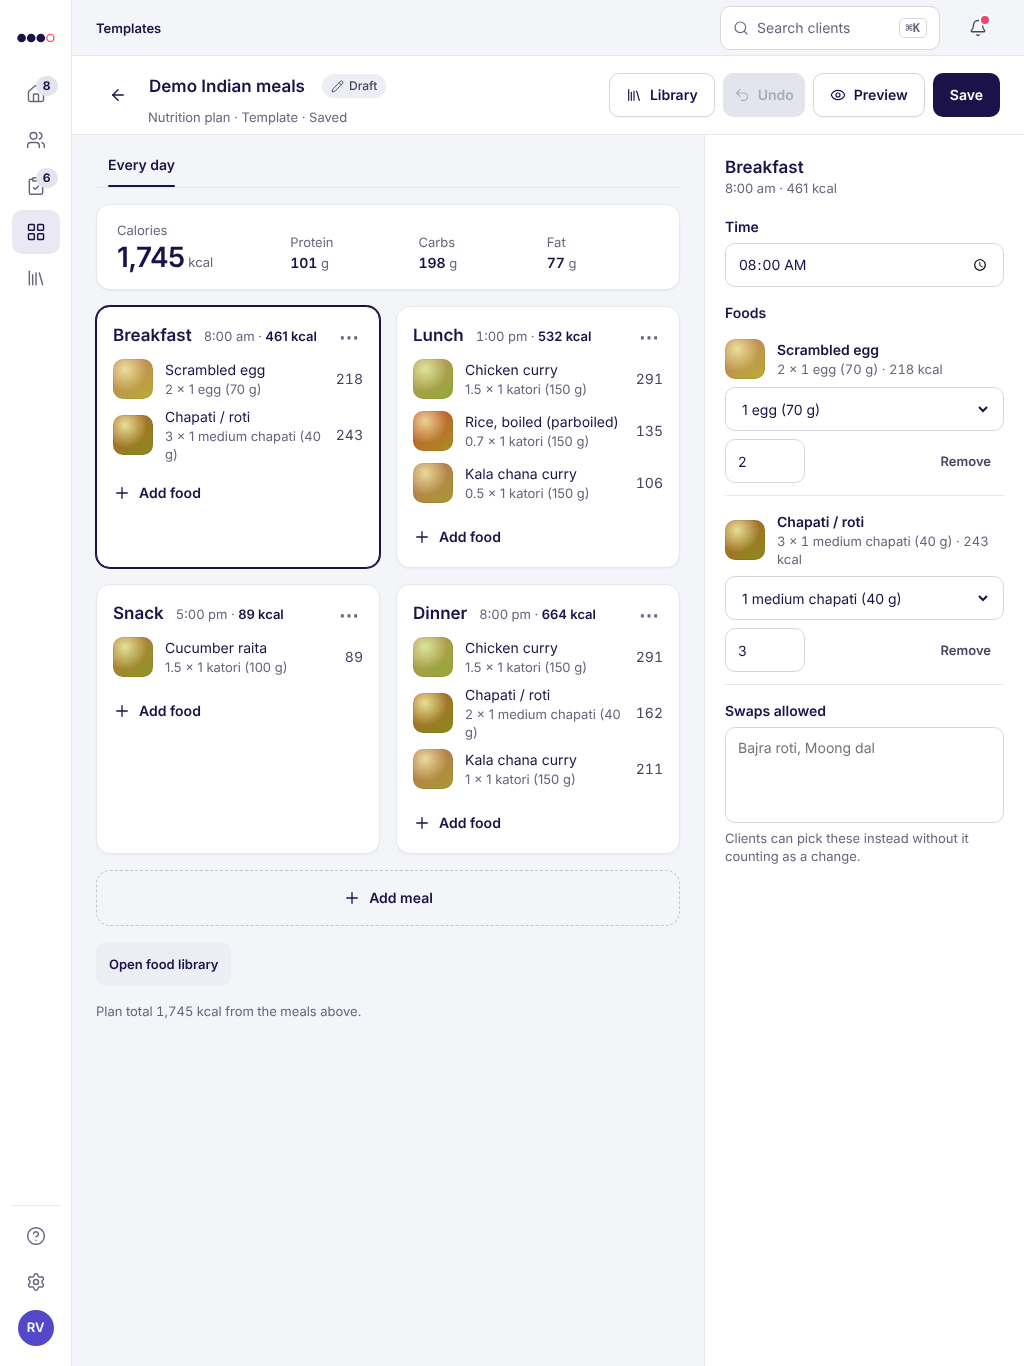 Templates
Search clients
⌘K
8
6
Demo Indian meals
Draft
Nutrition plan · Template · Saved
Library
Undo
Preview
Save
Every day
Calories
1,745 kcal
Protein
101 g
Carbs
198 g
Fat
77 g
Breakfast 8:00 am · 461 kcal
Scrambled egg
2 × 1 egg (70 g)
218
Chapati / roti
3 × 1 medium chapati (40
g)
243
Add food
Lunch 1:00 pm · 532 kcal
Chicken curry
1.5 × 1 katori (150 g)
291
Rice, boiled (parboiled)
0.7 × 1 katori (150 g)
135
Kala chana curry
0.5 × 1 katori (150 g)
106
Add food
Snack 5:00 pm · 89 kcal
Cucumber raita
1.5 × 1 katori (100 g)
89
Add food
Dinner 8:00 pm · 664 kcal
Chicken curry
1.5 × 1 katori (150 g)
291
Chapati / roti
2 × 1 medium chapati (40
g)
162
Kala chana curry
1 × 1 katori (150 g)
211
Add food
Add meal
Open food library
Plan total 1,745 kcal from the meals above.
Breakfast
8:00 am · 461 kcal
Time
08:00 AM
Foods
Scrambled egg
2 × 1 egg (70 g) · 218 kcal
1 egg (70 g)
2
Remove
Chapati / roti
3 × 1 medium chapati (40 g) · 243
kcal
1 medium chapati (40 g)
3
Remove
Swaps allowed
Bajra roti, Moong dal
Clients can pick these instead without it
counting as a change.
RV